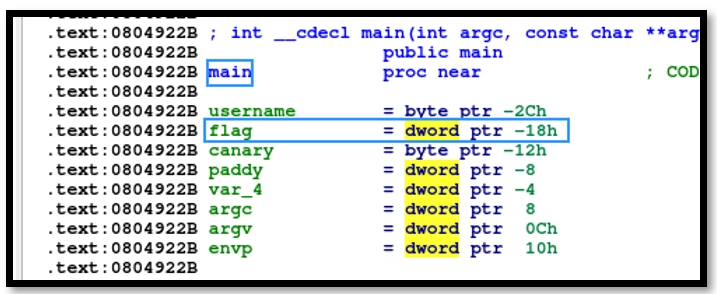 .text:0804922B ; int __cdecl main(int argc, const char **arg
.text:0804922B                 public main
.text:0804922B main            proc near               ; COD
.text:0804922B
.text:0804922B username        = byte ptr -2Ch
.text:0804922B flag            = dword ptr -18h
.text:0804922B canary          = byte ptr -12h
.text:0804922B paddy           = dword ptr -8
.text:0804922B var_4           = dword ptr -4
.text:0804922B argc            = dword ptr  8
.text:0804922B argv            = dword ptr  0Ch
.text:0804922B envp            = dword ptr  10h
.text:0804922B